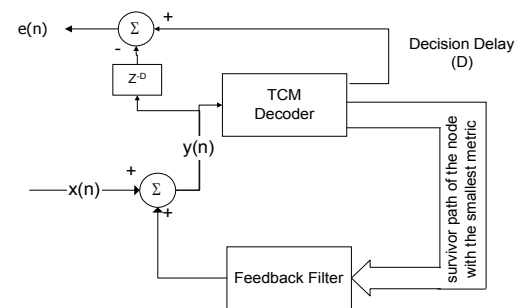 e(n)
Σ
+
-
Z-D
Decision Delay
(D)
TCM
Decoder
y(n)
+
x(n)
Σ
+
survivor path of the node
with the smallest metric
Feedback Filter